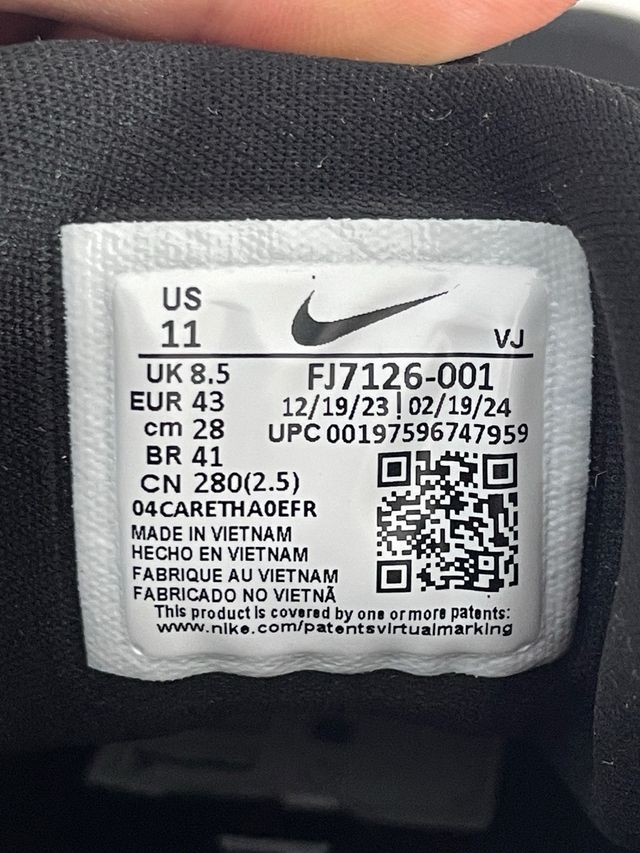 US
11
VJ
UK 8.5
FJ7126-001
EUR 43
12/19/23 | 02/19/24
cm 28
UPC 00197596747959
BR 41
CN 280(2.5)
04CARETHA0EFR
MADE IN VIETNAM
HECHO EN VIETNAM
FABRIQUE AU VIETNAM
FABRICADO NO VIETNÃ
This product is covered by one or more patents:
www.nike.com/patentsvirtualmarking